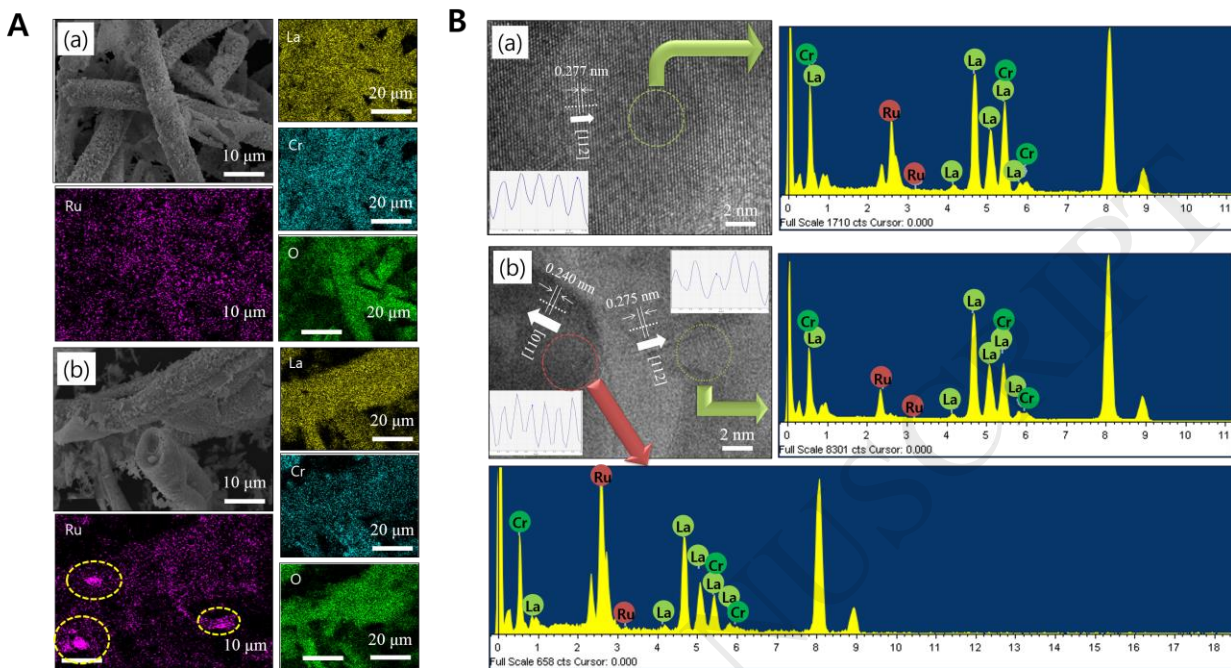 A
(a)
10 μm
La
20 μm
Cr
20 μm
Ru
10 μm
O
20 μm
(b)
10 μm
La
20 μm
Cr
20 μm
Ru
10 μm
O
20 μm
B
(a)
0.277 nm
[112]
2 nm
Cr
La
Ru
Ru
La
La
La
Cr
La
La
Cr
0 1 2 3 4 5 6 7 8 9 10 11
Full Scale 1710 cts Cursor: 0.000
(b)
0.240 nm
[110]
0.275 nm
[112]
2 nm
Cr
La
Ru
Ru
La
La
La
Cr
La
La
Cr
0 1 2 3 4 5 6 7 8 9 10 11
Full Scale 8301 cts Cursor: 0.000
Cr
La
Ru
Ru
La
La
La
Cr
La
La
Cr
0 1 2 3 4 5 6 7 8 9 10 11 12 13 14 15 16 17 18
Full Scale 658 cts Cursor: 0.000
NUSCRIPT